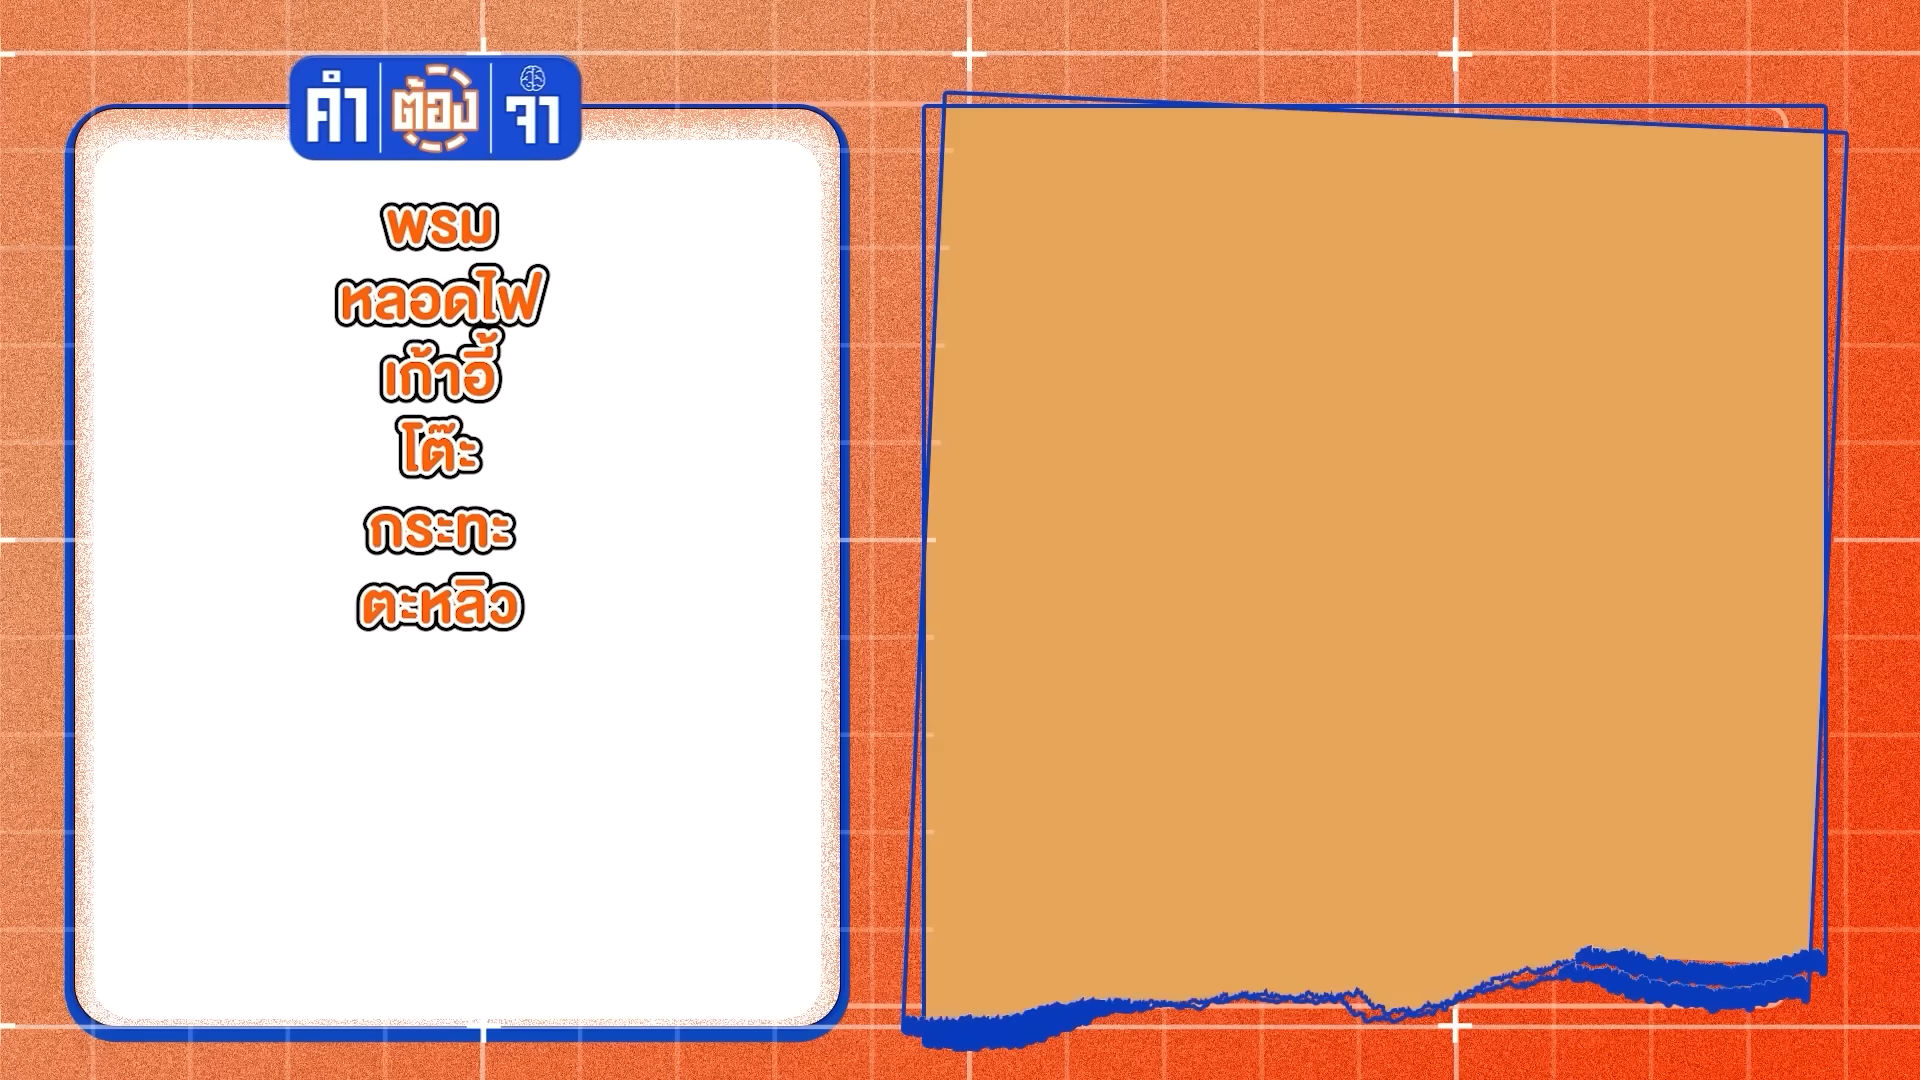 คำต้องจำ
พรม
หลอดไฟ
เก้าอี้
โต๊ะ
กระทะ
ตะหลิว